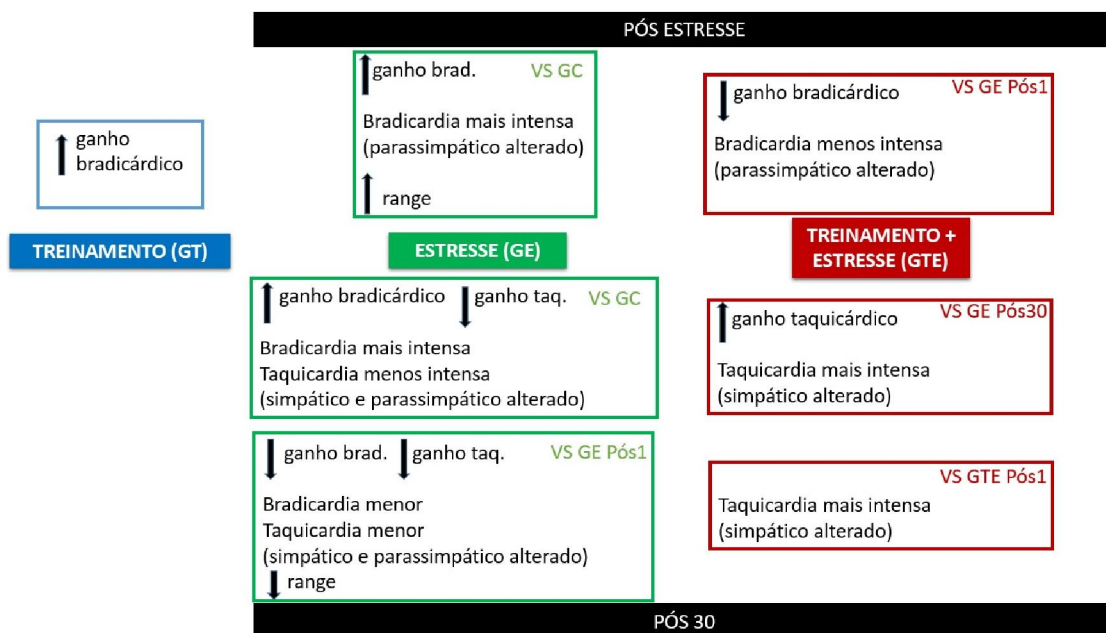 PÓS ESTRESSE
ganho
bradicárdico
TREINAMENTO (GT)
ganho brad. VS GC
Bradicardia mais intensa
(parassimpático alterado)
range
ESTRESSE (GE)
ganho bradicárdico ganho taq. VS GC
Bradicardia mais intensa
Taquicardia menos intensa
(simpático e parassimpático alterado)
ganho brad. ganho taq. VS GE Pós1
Bradicardia menor
Taquicardia menor
(simpático e parassimpático alterado)
range
VS GE Pós1
ganho bradicárdico
Bradicardia menos intensa
(parassimpático alterado)
TREINAMENTO +
ESTRESSE (GTE)
VS GE Pós30
ganho taquicárdico
Taquicardia mais intensa
(simpático alterado)
VS GTE Pós1
Taquicardia mais intensa
(simpático alterado)
PÓS 30